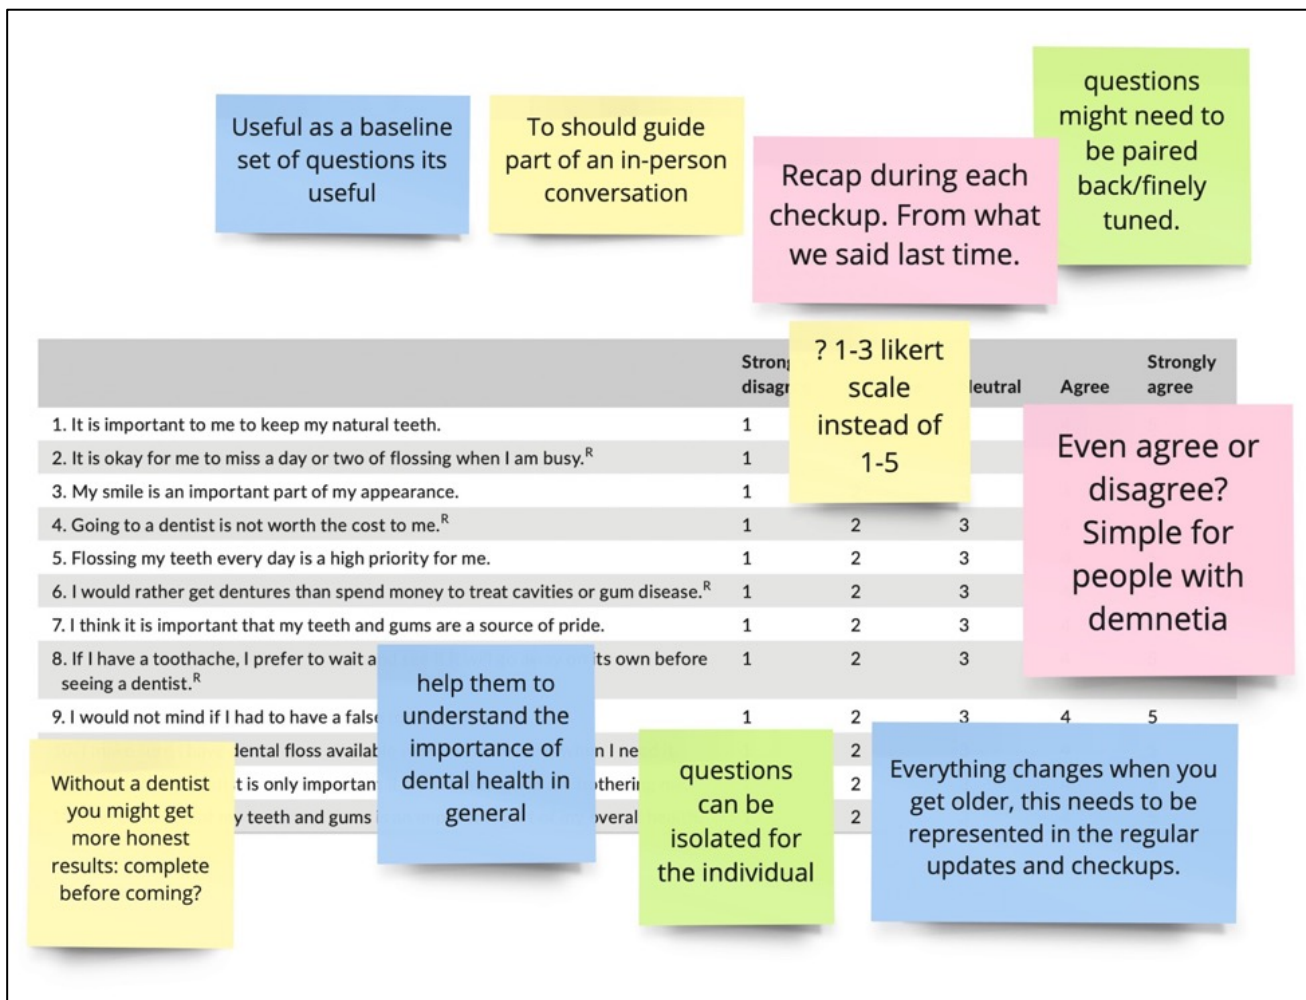 Useful as a baseline
set of questions its
useful
To should guide
part of an in-person
conversation
Recap during each
checkup. From what
we said last time.
questions
might need to
be paired
back/finely
tuned.
? 1-3 likert
scale
instead of
1-5
Even agree or
disagree?
Simple for
people with
demnetia
Agree
Strongly
agree
1. It is important to me to keep my natural teeth. 1
2. It is okay for me to miss a day or two of flossing when I am busy.R 1
3. My smile is an important part of my appearance. 1
4. Going to a dentist is not worth the cost to me.R 1 2 3
5. Flossing my teeth every day is a high priority for me. 1 2 3
6. I would rather get dentures than spend money to treat cavities or gum disease.R 1 2 3
7. I think it is important that my teeth and gums are a source of pride. 1 2 3
8. If I have a toothache, I prefer to wait its own before 1 2 3
seeing a dentist.R
9. I would not mind if I had to have a false 1 2 3 4 5
dental floss available I 2
is only important 2
teeth and gums 2
help them to
understand the
importance of
dental health in
general
Without a dentist
you might get
more honest
results: complete
before coming?
questions
can be
isolated for
the individual
Everything changes when you
get older, this needs to be
represented in the regular
updates and checkups.